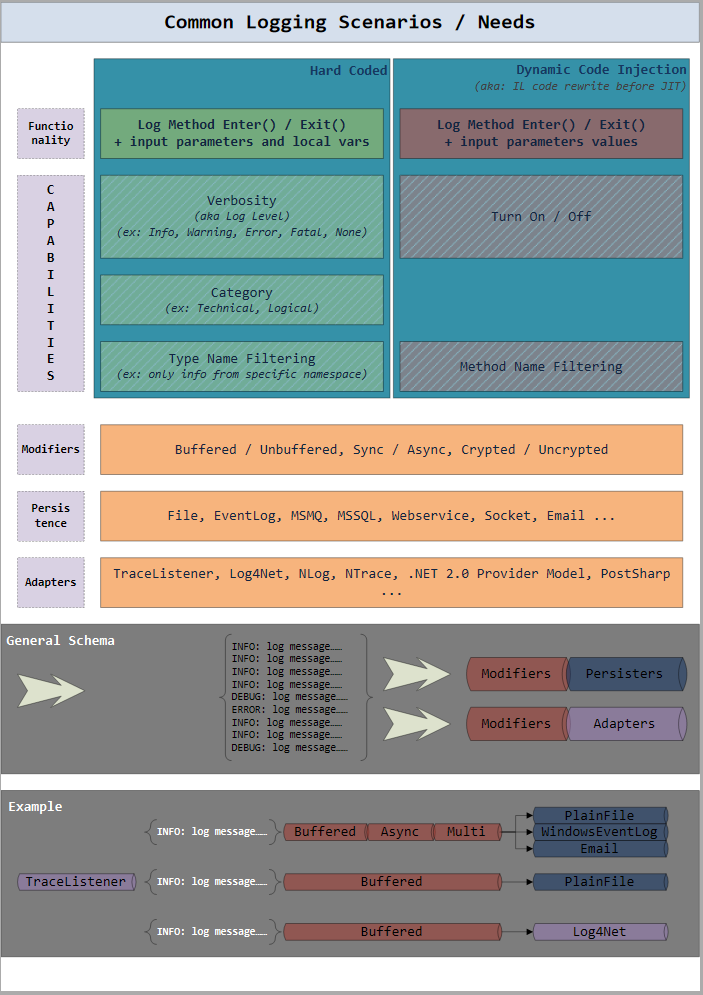 Common Logging Scenarios / Needs
Hard Coded
Dynamic Code Injection
(aka: IL code rewrite before JIT)
Functio
nality
Log Method Enter() / Exit()
+ input parameters and local vars
Log Method Enter() / Exit()
+ input parameters values
C
A
P
A
B
I
L
I
T
I
E
S
Verbosity
(aka Log Level)
(ex: Info, Warning, Error, Fatal, None)
Turn On / Off
Category
(ex: Technical, Logical)
Type Name Filtering
(ex: only info from specific namespace)
Method Name Filtering
Modifiers
Buffered / Unbuffered, Sync / Async, Crypted / Uncrypted
Persis
tence
File, EventLog, MSMQ, MSSQL, Webservice, Socket, Email ...
Adapters
TraceListener, Log4Net, NLog, NTrace, .NET 2.0 Provider Model, PostSharp
...
General Schema
INFO: log message……
INFO: log message……
INFO: log message……
INFO: log message……
DEBUG: log message……
ERROR: log message……
INFO: log message……
INFO: log message……
DEBUG: log message……
Modifiers
Persisters
Modifiers
Adapters
Example
INFO: log message……
Buffered
Async
Multi
PlainFile
WindowsEventLog
Email
TraceListener
INFO: log message……
Buffered
PlainFile
INFO: log message……
Buffered
Log4Net